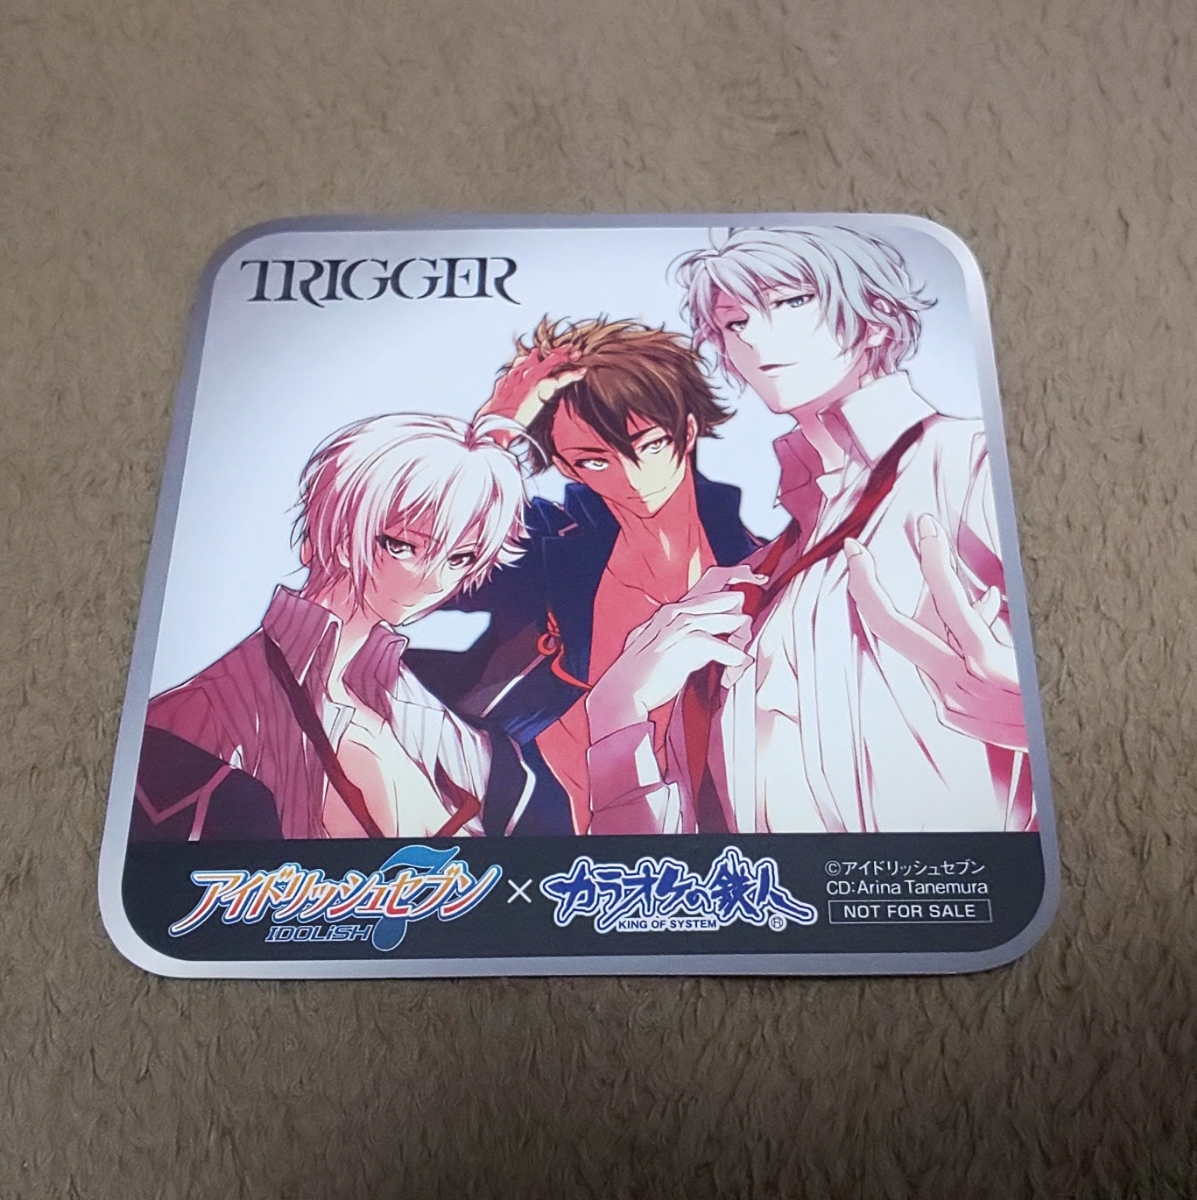 TRIGGER
アイドリッシュセブン
IDOLiSH7
×
カラオケの鉄人
KING OF SYSTEM
®
©アイドリッシュセブン
CD:Arina Tanemura
NOT FOR SALE